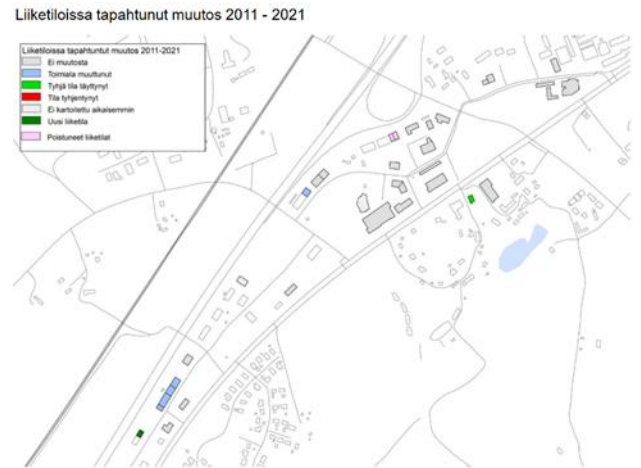 Liiketiloissa tapahtunut muutos 2011 - 2021
Liiketiloissa tapahtuntut muutos 2011-2021
Ei muutosta
Toimiala muuttunut
Tyhjä tila täyttynyt
Tila tyhjentynyt
Ei kartoitettu aikaisemmin
Uusi liiketila
Poistuneet liiketilat